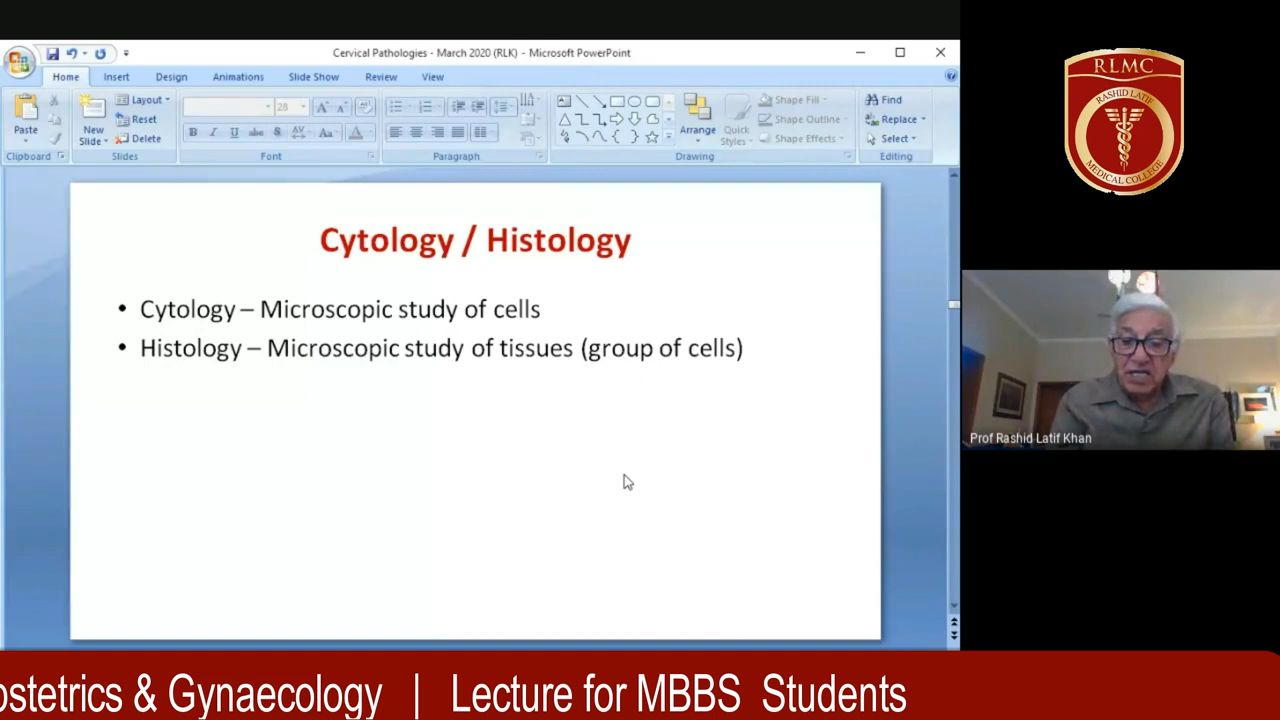 Cervical Pathologies - March 2020 (RLK) - Microsoft PowerPoint
Home Insert Design Animations Slide Show Review View
Paste
Clipboard
New
Slide
Layout
Reset
Delete
Slides
28
Font
Paragraph
Arrange
Quick
Styles
Shape Fill
Shape Outline
Shape Effects
Drawing
Find
Replace
Select
Editing
Cytology / Histology
• Cytology – Microscopic study of cells
• Histology – Microscopic study of tissues (group of cells)
RLMC
RASHID LATIF
MEDICAL COLLEGE
Prof Rashid Latif Khan
ostetrics & Gynaecology | Lecture for MBBS Students